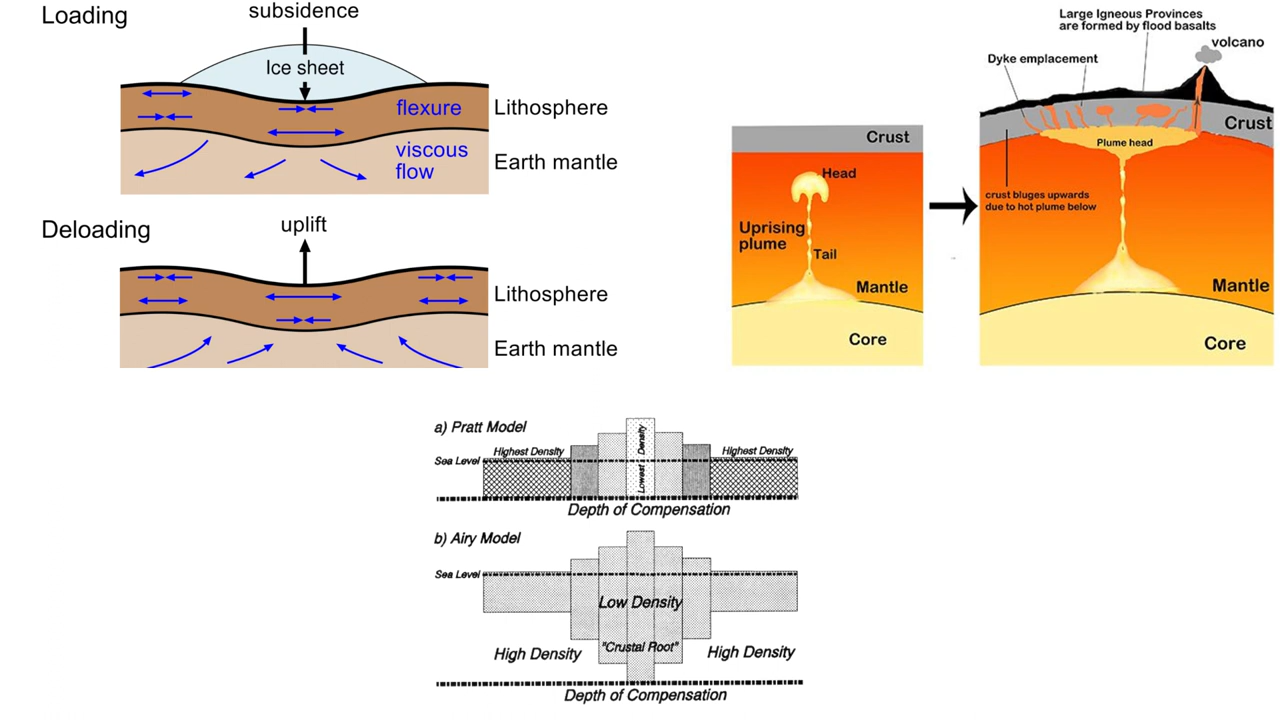 Loading
subsidence
Ice sheet
flexure
Lithosphere
viscous
flow
Earth mantle
Deloading
uplift
Lithosphere
Earth mantle
Crust
Head
Uprising
plume
Tail
Mantle
Core
Large Igneous Provinces
are formed by flood basalts
volcano
Dyke emplacement
Crust
Plume head
crust bluges upwards
due to hot plume below
Mantle
Core
a) Pratt Model
Highest Density
Lowest Density
Highest Density
Sea Level
Depth of Compensation
b) Airy Model
Sea Level
Low Density
"Crustal Root"
High Density
High Density
Depth of Compensation